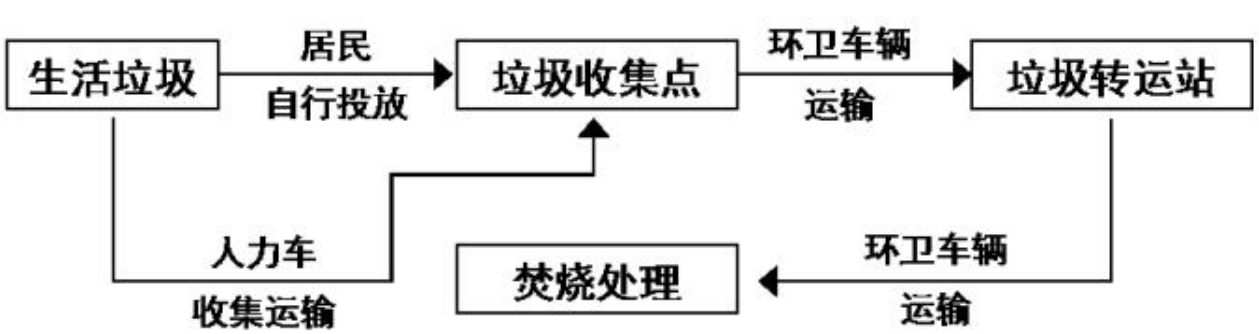 生活垃圾
居民
自行投放
垃圾收集点
环卫车辆
运输
垃圾转运站
人力车
收集运输
焚烧处理
环卫车辆
运输